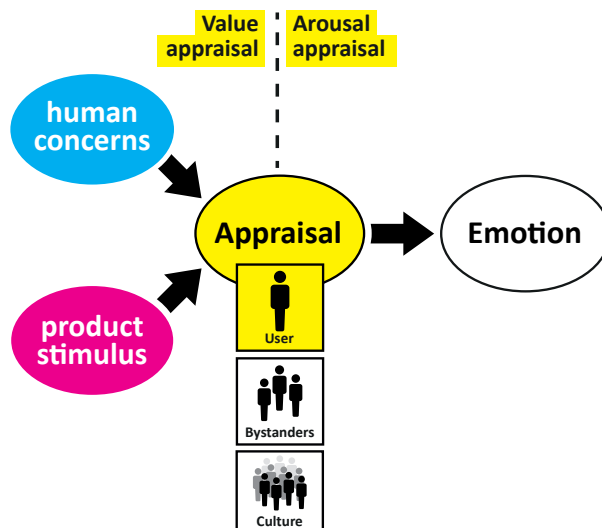 Value
appraisal
Arousal
appraisal
human
concerns
Appraisal
Emotion
product
stimulus
User
Bystanders
Culture